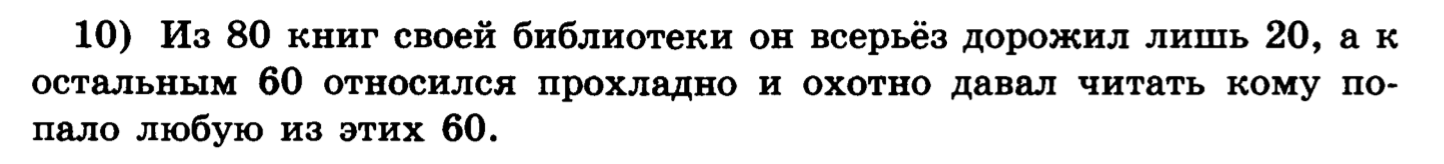 10) Из 80 книг своей библиотеки он всерьёз дорожил лишь 20, а к
остальным 60 относился прохладно и охотно давал читать кому по-
пало любую из этих 60.